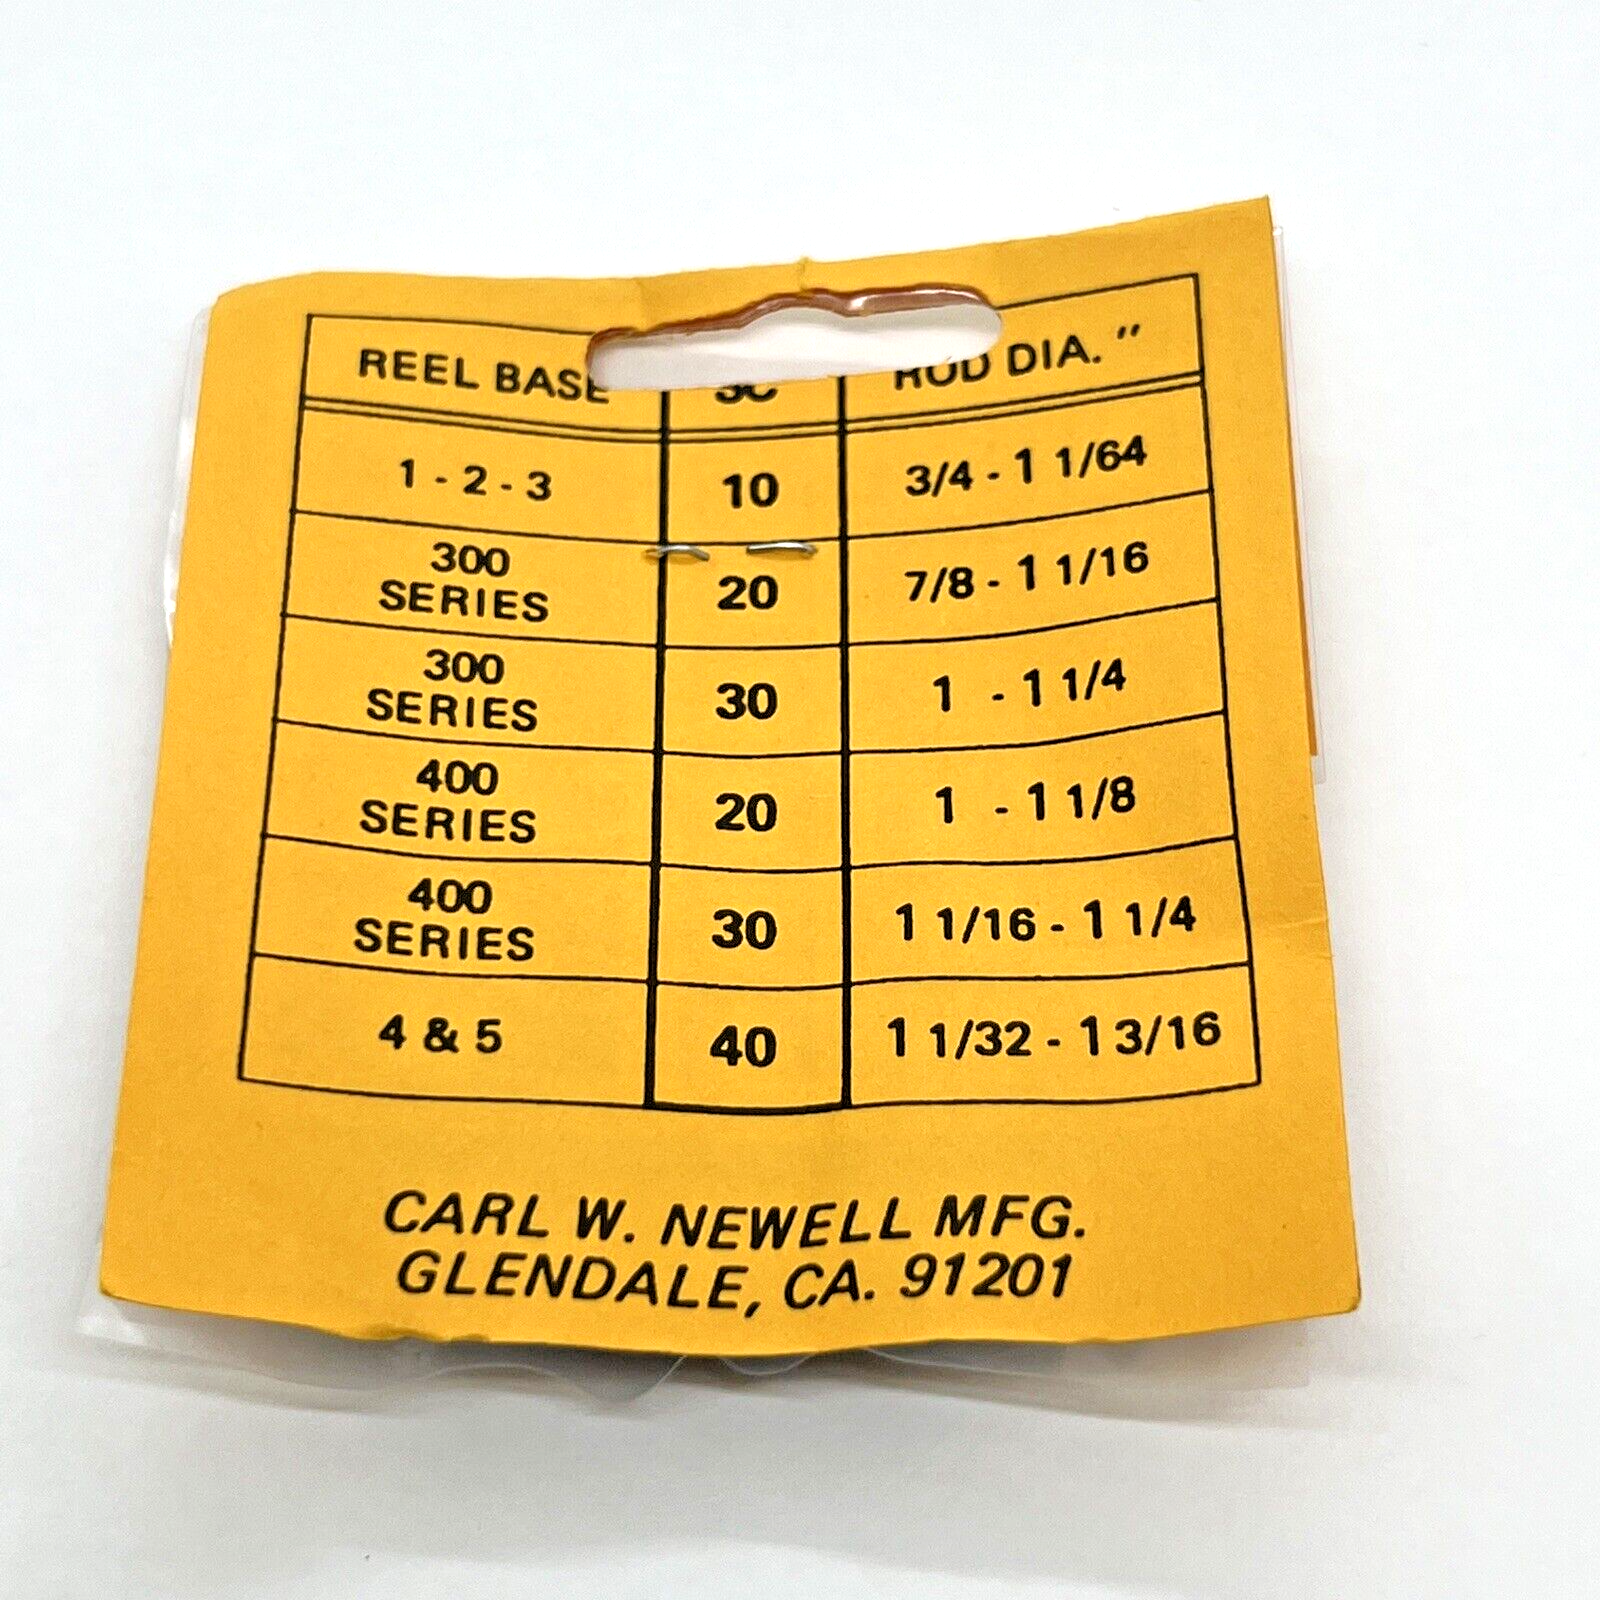 REEL BASE SC ROD DIA. "
1 - 2 - 3 10 3/4 - 1 1/64
300
SERIES 20 7/8 - 1 1/16
300
SERIES 30 1 - 1 1/4
400
SERIES 20 1 - 1 1/8
400
SERIES 30 1 1/16 - 1 1/4
4 & 5 40 1 1/32 - 1 3/16
CARL W. NEWELL MFG.
GLENDALE, CA. 91201